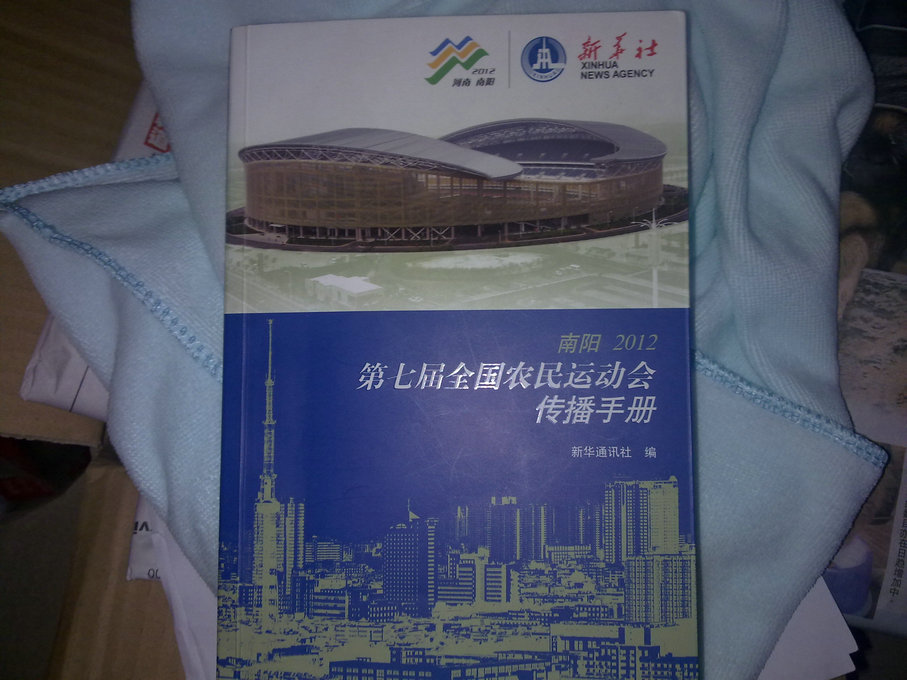 2012
河南 南阳
新华社
XINHUA
NEWS AGENCY
XINHUA
南阳 2012
第七届全国农民运动会
传播手册
新华通讯社 编